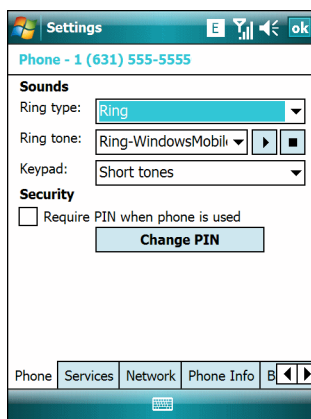 Settings E ok
Phone - 1 (631) 555-5555
Sounds
Ring type: Ring
Ring tone: Ring-WindowsMobil
Keypad: Short tones
Security
Require PIN when phone is used
Change PIN
Phone Services Network Phone Info B